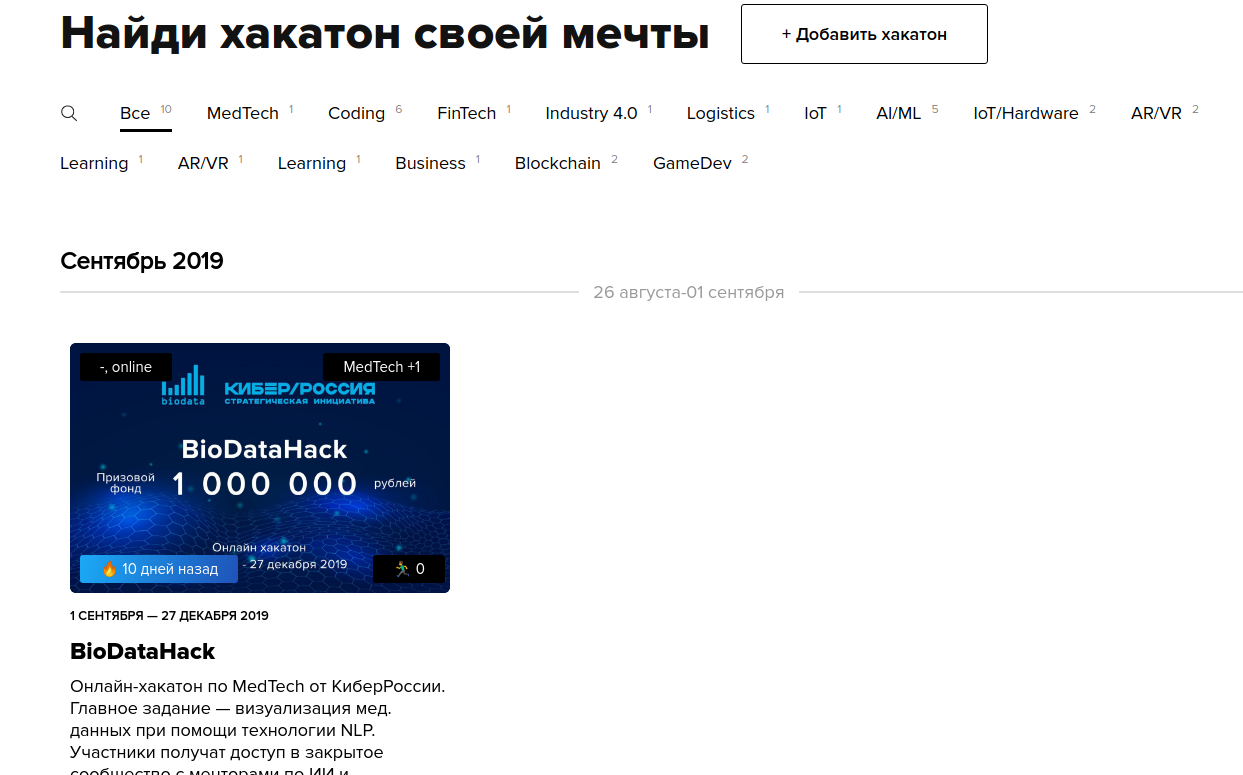 Найди хакатон своей мечты
+ Добавить хакатон
Все 10 MedTech 1 Coding 6 FinTech 1 Industry 4.0 1 Logistics 1 IoT 1 AI/ML 5 IoT/Hardware 2 AR/VR 2
Learning 1 AR/VR 1 Learning 1 Business 1 Blockchain 2 GameDev 2
Сентябрь 2019
26 августа-01 сентября
-, online
MedTech +1
biodata
КИБЕР/РОССИЯ
СТРАТЕГИЧЕСКАЯ ИНИЦИАТИВА
BioDataHack
Призовой фонд 1 000 000 рублей
Онлайн хакатон
- 27 декабря 2019
🔥 10 дней назад
🏃 0
1 СЕНТЯБРЯ — 27 ДЕКАБРЯ 2019
BioDataHack
Онлайн-хакатон по MedTech от КиберРоссии.
Главное задание — визуализация мед.
данных при помощи технологии NLP.
Участники получат доступ в закрытое
сообщество с менторами по ИИ и